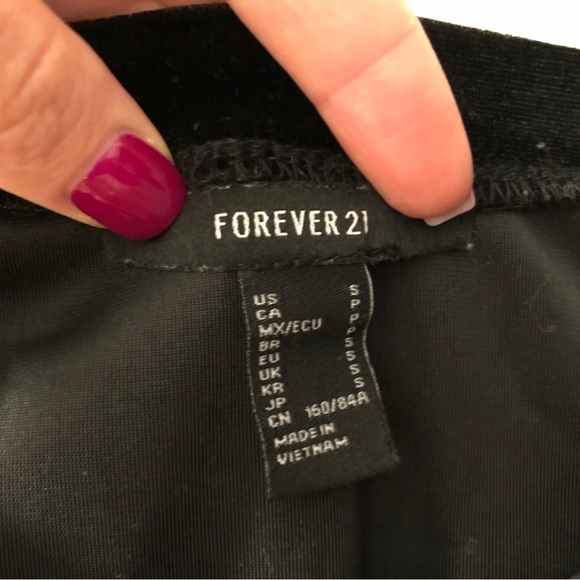 FOREVER 21
US S
CA P
MX/ECU P
BR P
EU S
UK S
KR S
JP S
CN 160/84A
MADE IN
VIETNAM